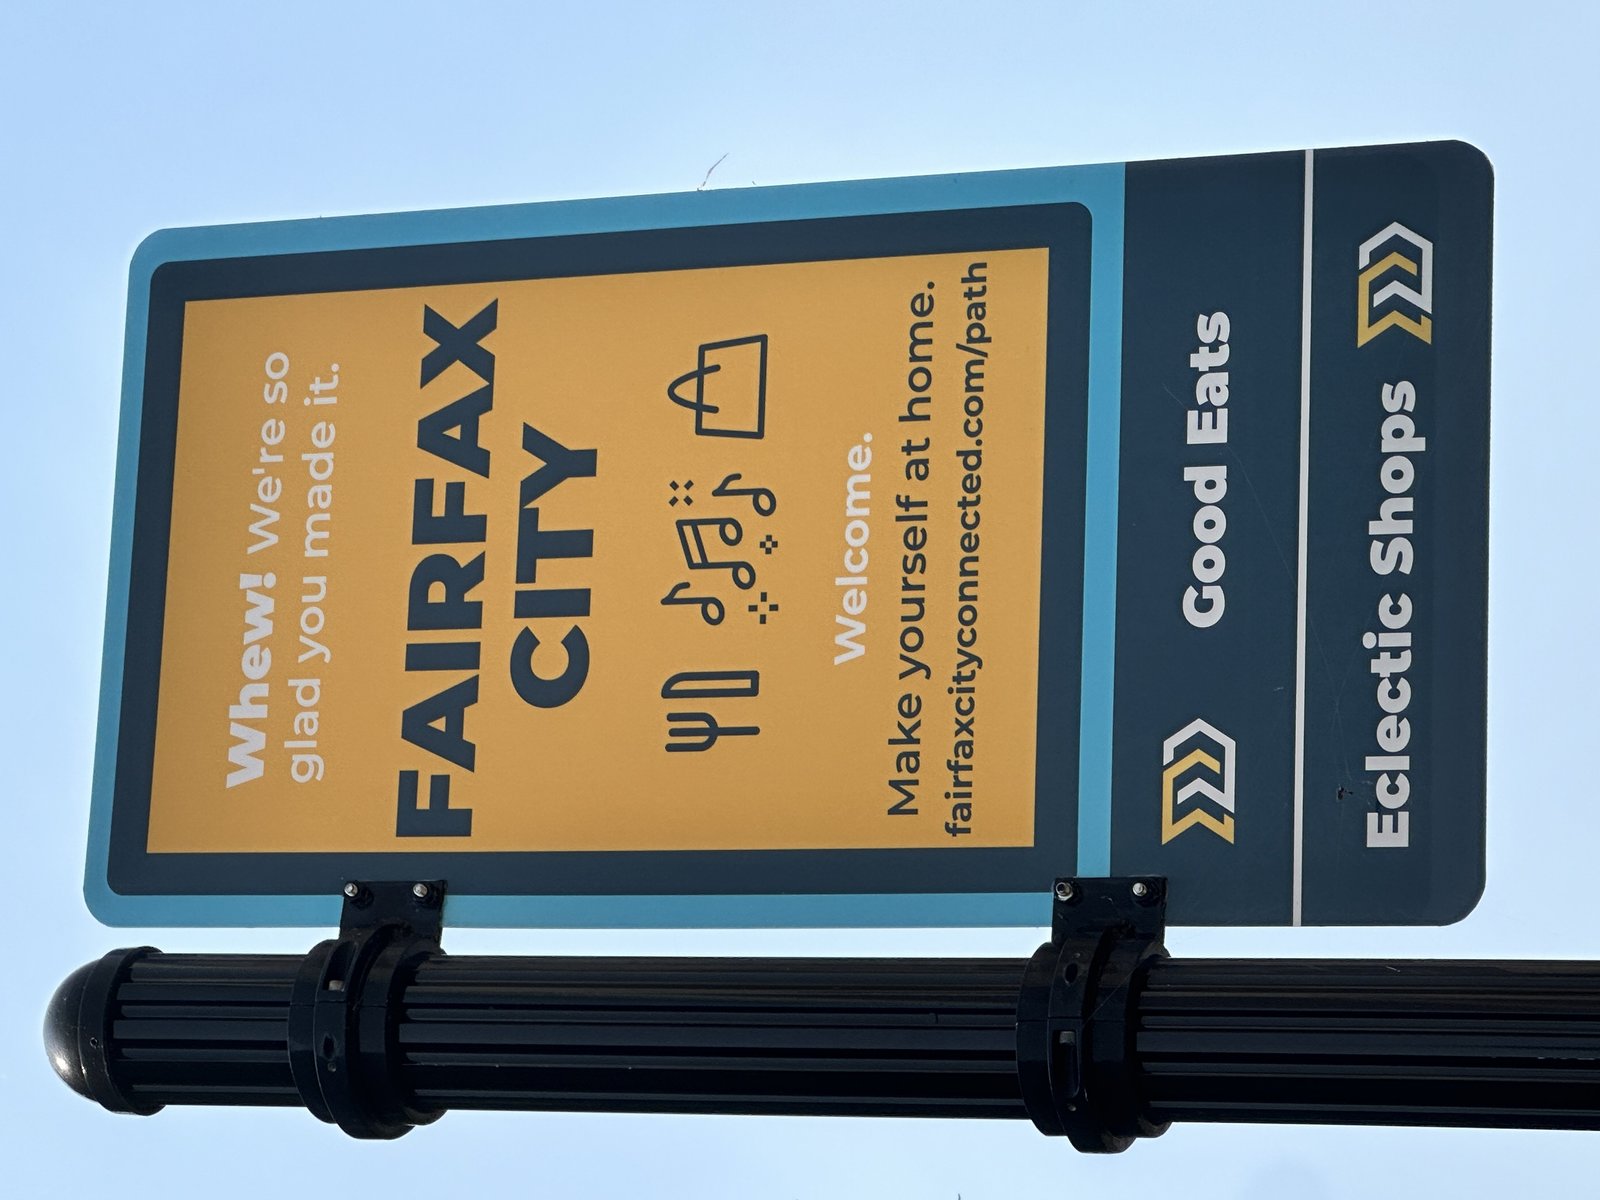 Whew! We're so
glad you made it.
FAIRFAX
CITY
Welcome.
Make yourself at home.
fairfaxcityconnected.com/path
Good Eats
Eclectic Shops